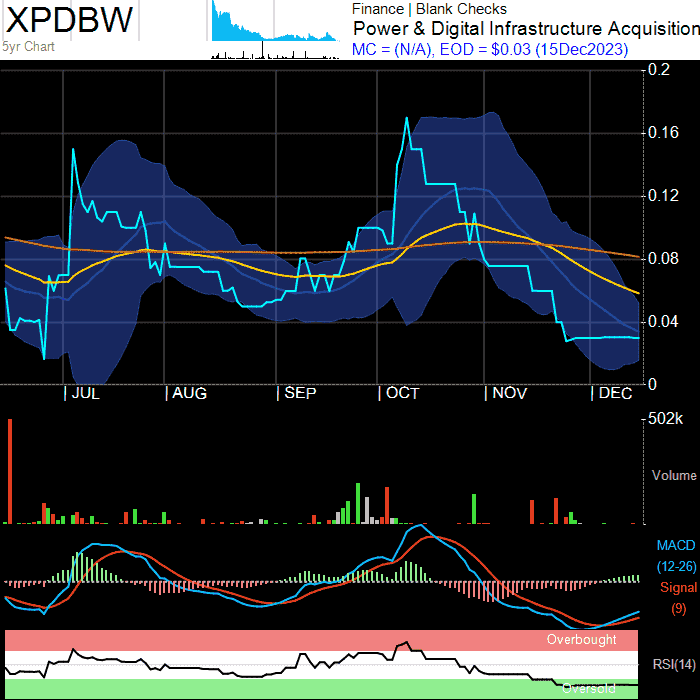 XPDBW
5yr Chart
Finance | Blank Checks
Power & Digital Infrastructure Acquisition
MC = (N/A), EOD = $0.03 (15Dec2023)
0.2
0.16
0.12
0.08
0.04
0
JUL AUG SEP OCT NOV DEC
502k
Volume
MACD
(12-26)
Signal
(9)
Overbought
RSI(14)
Oversold